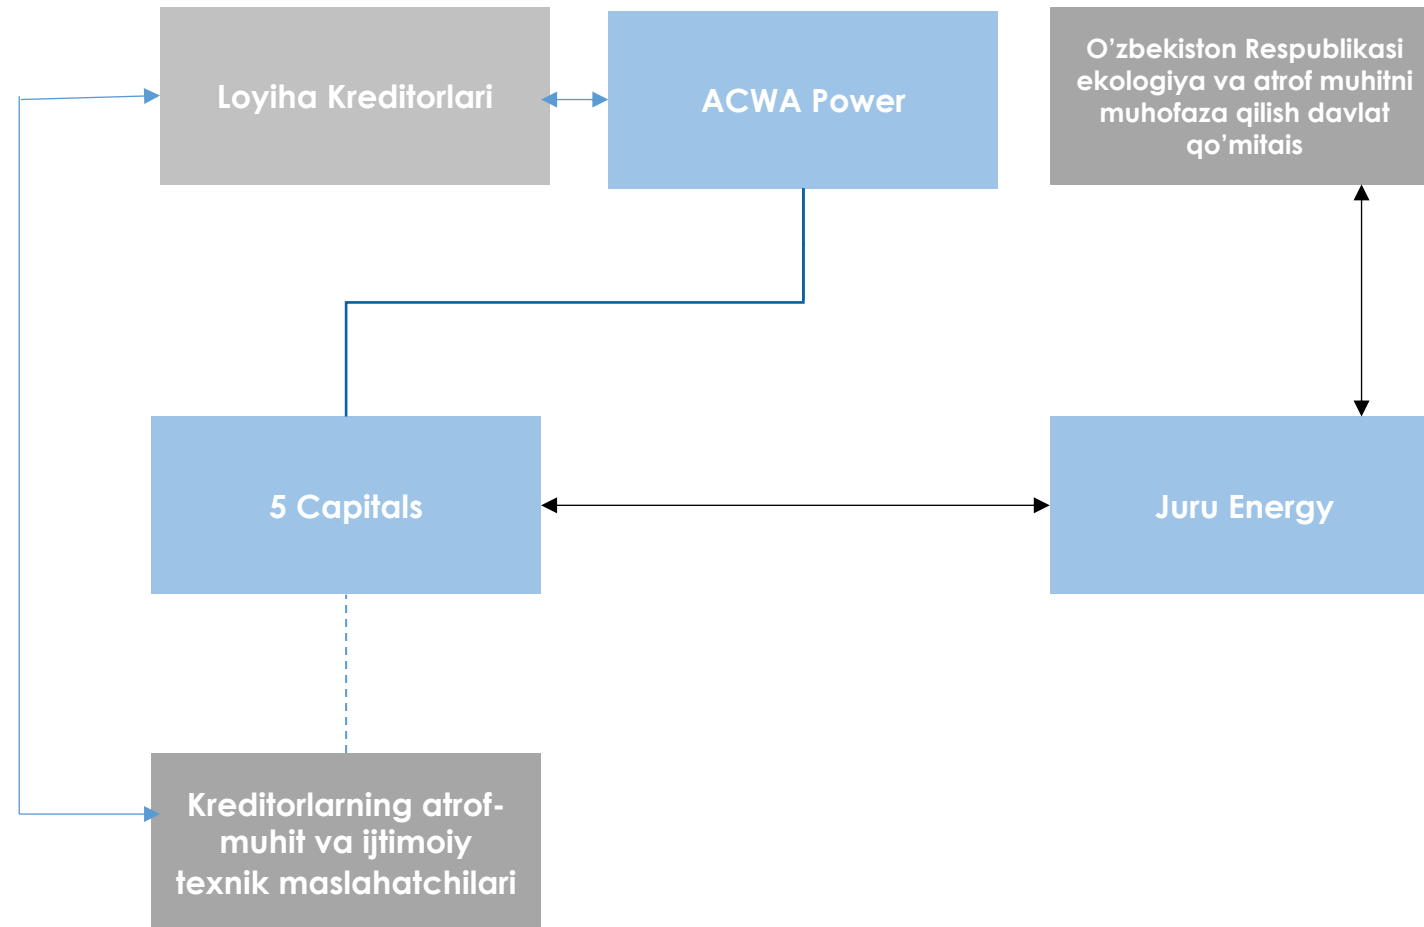 Loyiha Kreditorlari
ACWA Power
O’zbekiston Respublikasi
ekologiya va atrof muhitni
muhofaza qilish davlat
qo’mitais
5 Capitals
Juru Energy
Kreditorlarning atrof-
muhit va ijtimoiy
texnik maslahatchilari